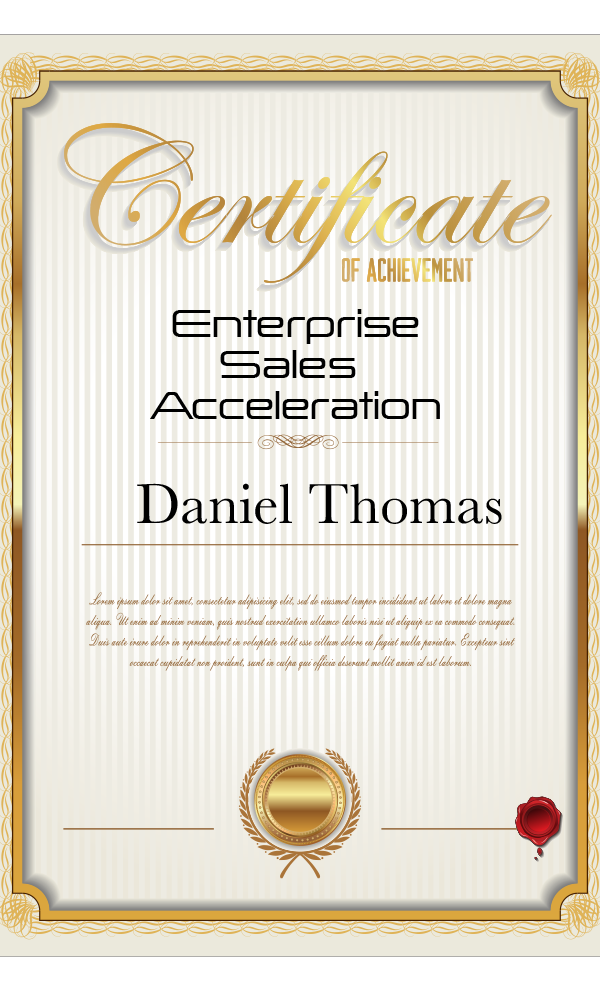 Certificate
OF ACHIEVEMENT
Enterprise
Sales
Acceleration
Daniel Thomas
Lorem ipsum dolor sit amet, consectetur adipisicing elit, sed do eiusmod tempor incididunt ut labore et dolore magna
aliqua. Ut enim ad minim veniam, quis nostrud exercitation ullamco laboris nisi ut aliquip ex ea commodo consequat.
Duis aute irure dolor in reprehenderit in voluptate velit esse cillum dolore eu fugiat nulla pariatur. Excepteur sint
occaecat cupidatat non proident, sunt in culpa qui officia deserunt mollit anim id est laborum.